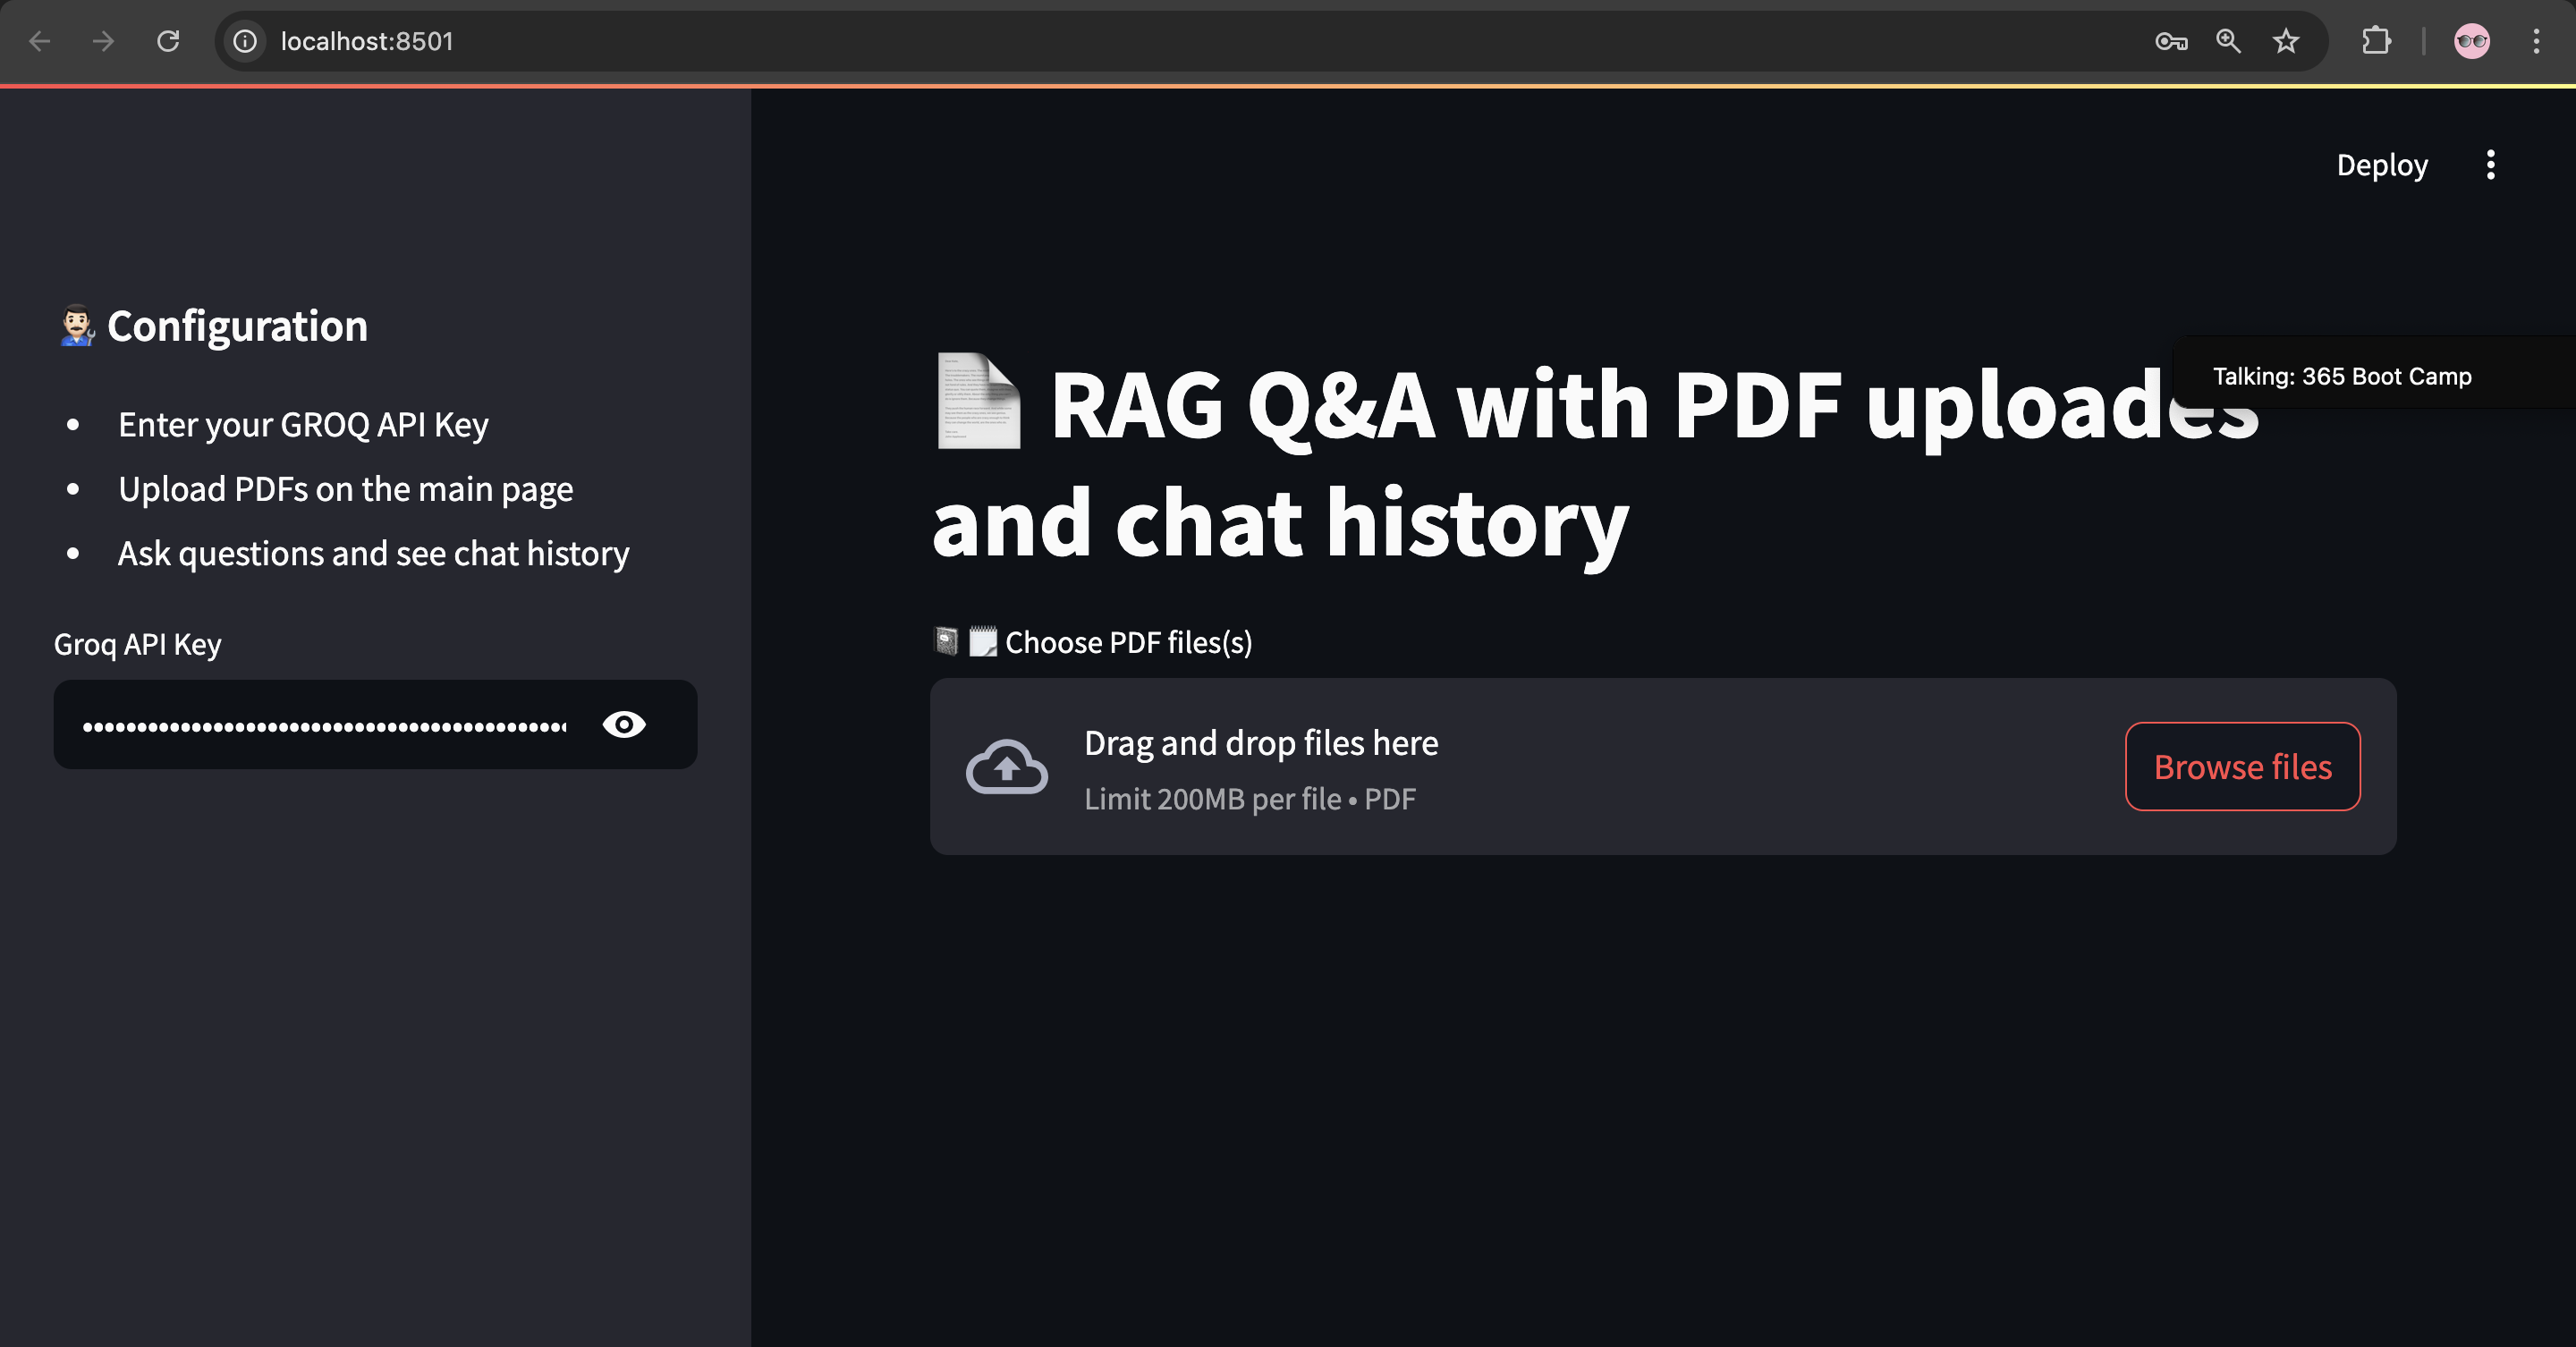 localhost:8501
Deploy
Configuration
• Enter your GROQ API Key
• Upload PDFs on the main page
• Ask questions and see chat history
Groq API Key
Talking: 365 Boot Camp
RAG Q&A with PDF uploades
and chat history
Choose PDF files(s)
Drag and drop files here
Limit 200MB per file • PDF
Browse files